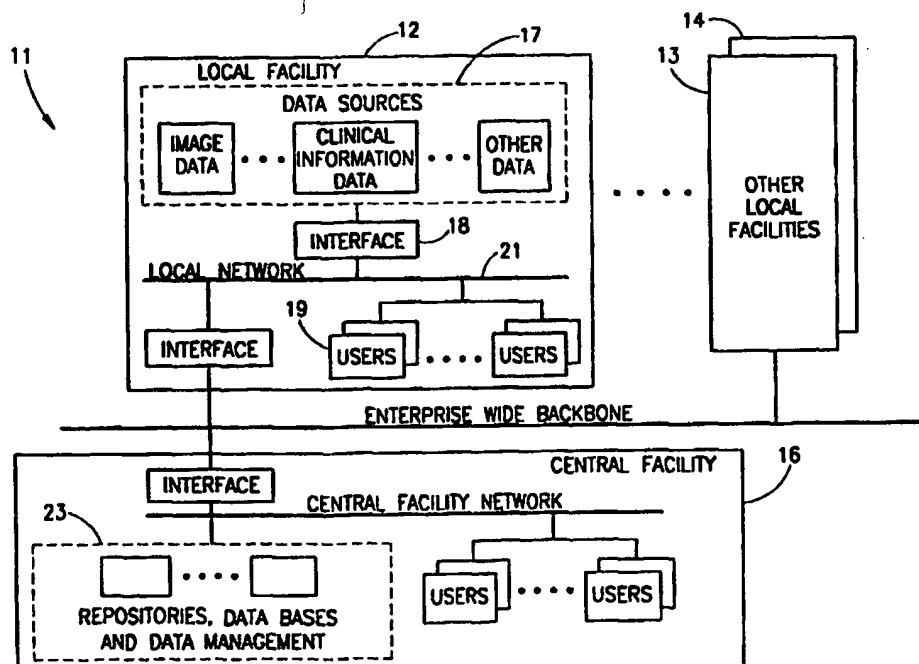 11
12
17
14
13
LOCAL FACILITY
DATA SOURCES
IMAGE
DATA
CLINICAL
INFORMATION
DATA
OTHER
DATA
OTHER
LOCAL
FACILITIES
INTERFACE
18
LOCAL NETWORK
21
19
INTERFACE
USERS
USERS
ENTERPRISE WIDE BACKBONE
CENTRAL FACILITY
16
INTERFACE
CENTRAL FACILITY NETWORK
23
USERS
USERS
REPOSITORIES, DATA BASES
AND DATA MANAGEMENT